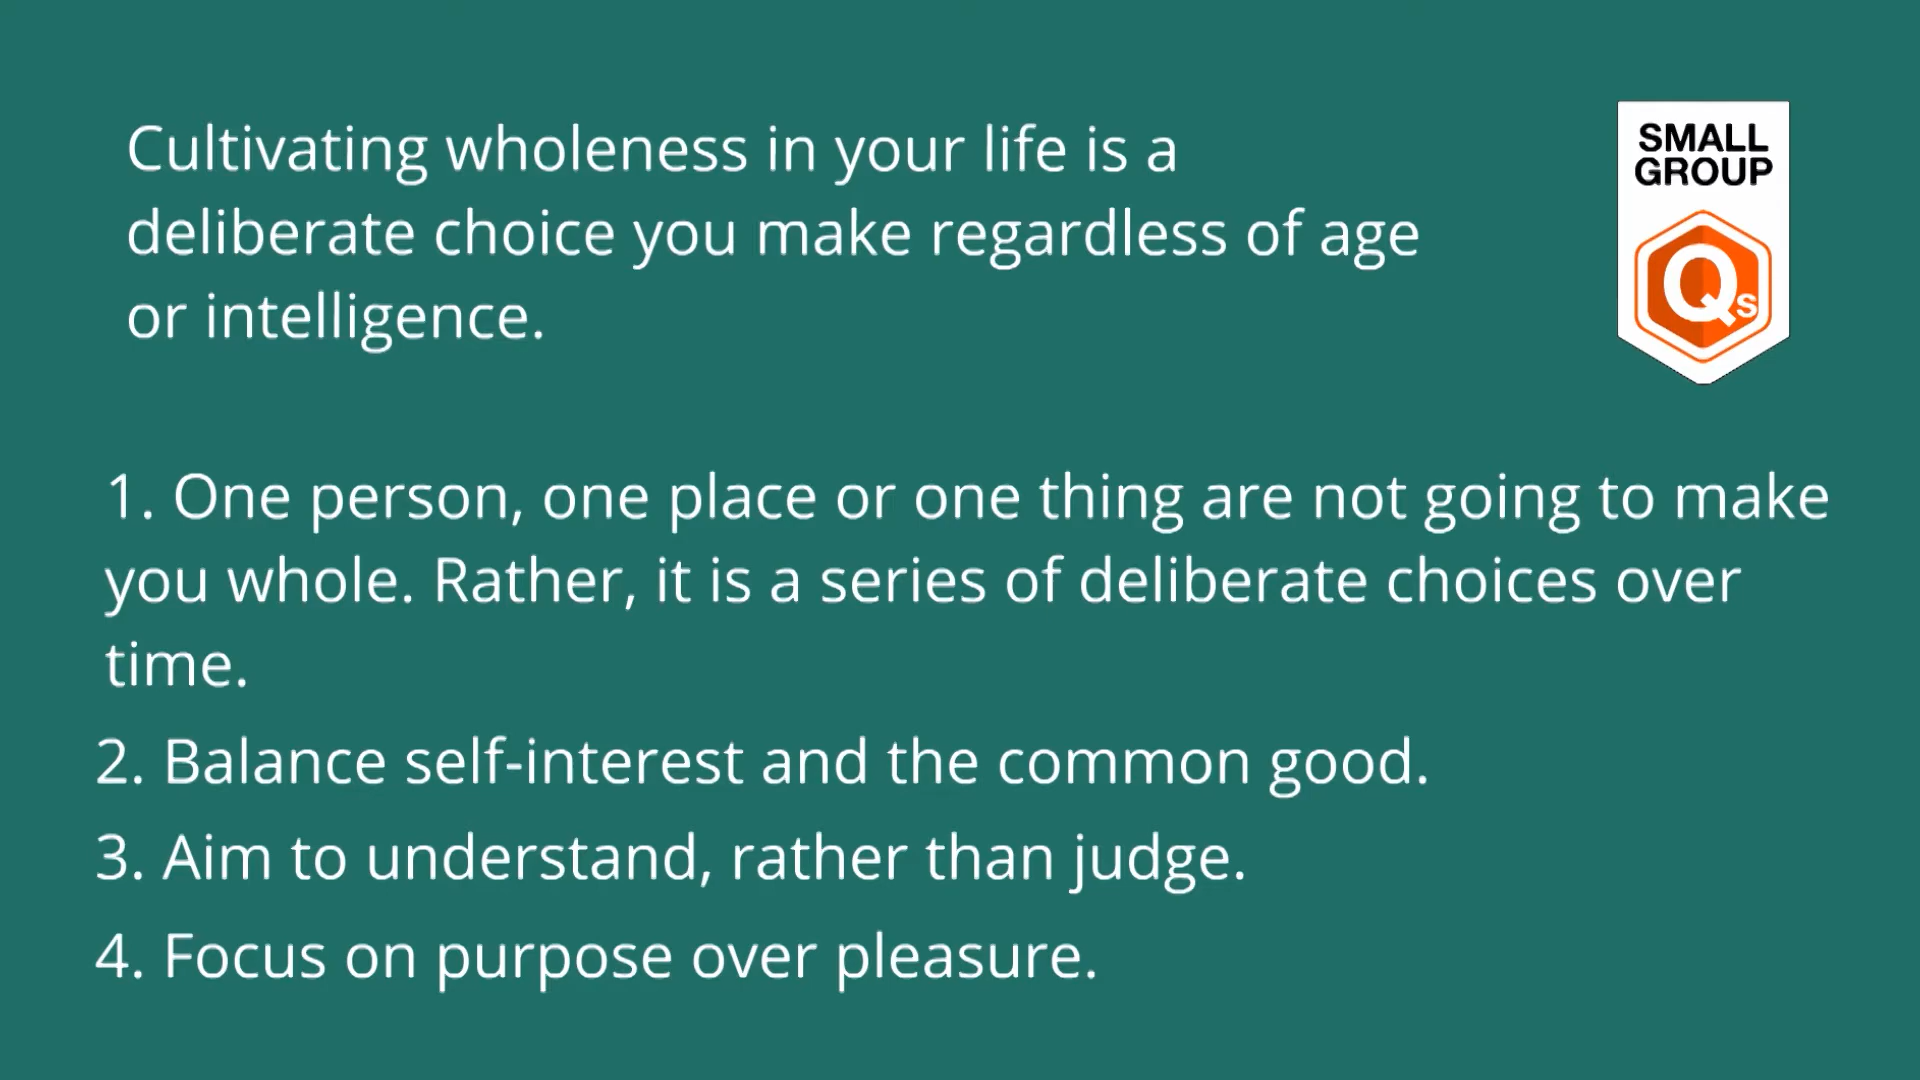 Cultivating wholeness in your life is a
deliberate choice you make regardless of age
or intelligence.
SMALL
GROUP
Qs
1. One person, one place or one thing are not going to make
you whole. Rather, it is a series of deliberate choices over
time.
2. Balance self-interest and the common good.
3. Aim to understand, rather than judge.
4. Focus on purpose over pleasure.